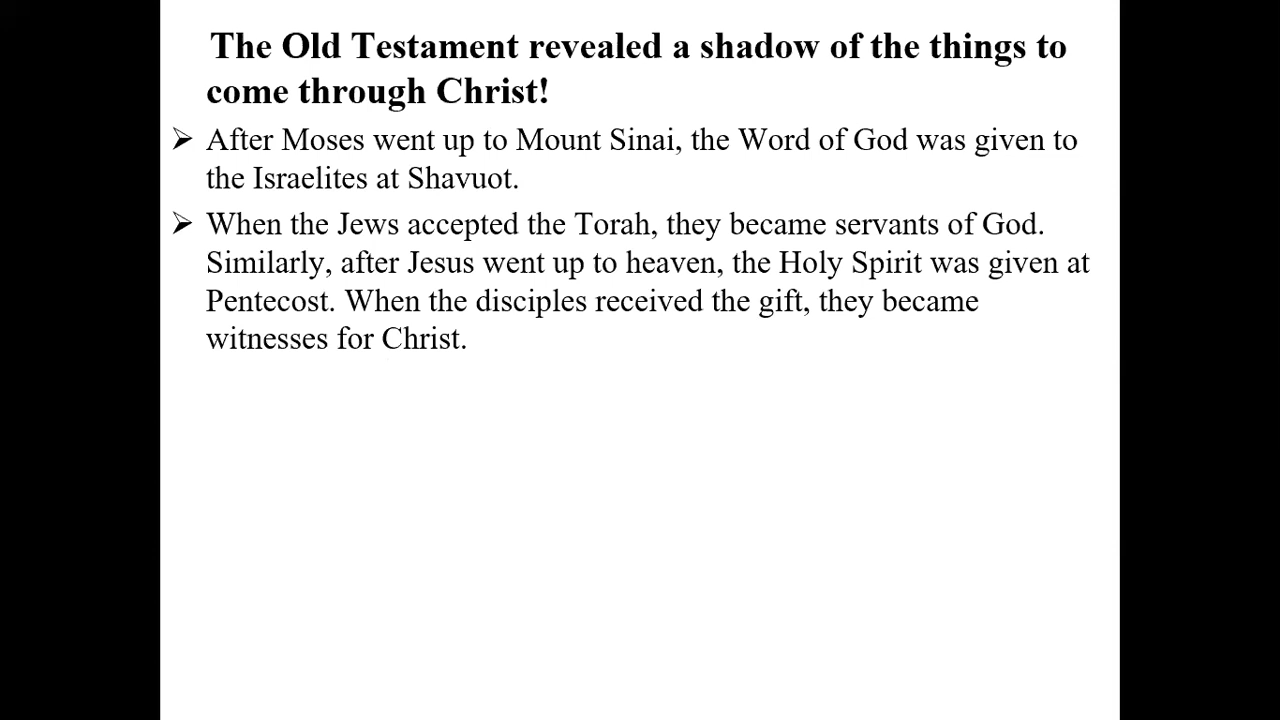 The Old Testament revealed a shadow of the things to
come through Christ!
➢ After Moses went up to Mount Sinai, the Word of God was given to
the Israelites at Shavuot.
➢ When the Jews accepted the Torah, they became servants of God.
Similarly, after Jesus went up to heaven, the Holy Spirit was given at
Pentecost. When the disciples received the gift, they became
witnesses for Christ.